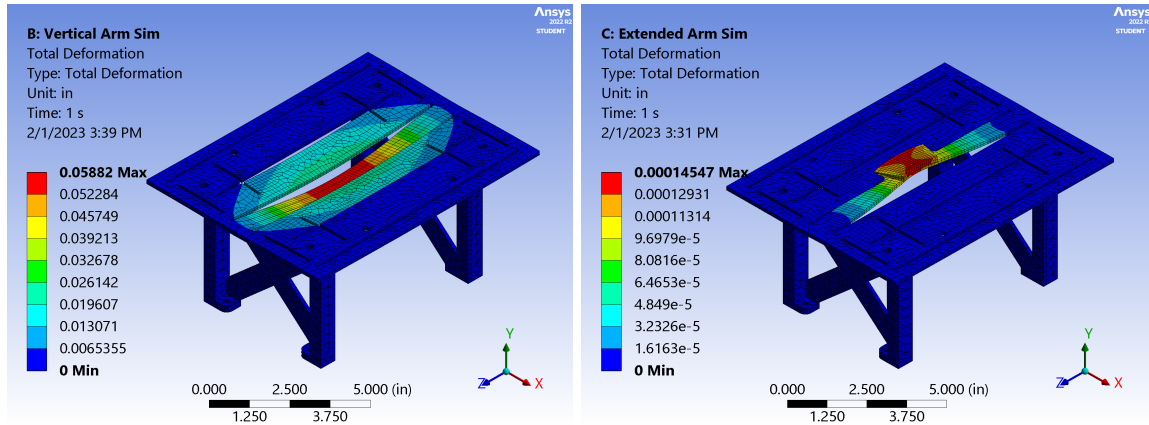 Ansys
2022 R2
STUDENT
B: Vertical Arm Sim
Total Deformation
Type: Total Deformation
Unit: in
Time: 1 s
2/1/2023 3:39 PM
0.05882 Max
0.052284
0.045749
0.039213
0.032678
0.026142
0.019607
0.013071
0.0065355
0 Min
Y
Z
X
0.000 2.500 5.000 (in)
1.250 3.750
Ansys
2022 R2
STUDENT
C: Extended Arm Sim
Total Deformation
Type: Total Deformation
Unit: in
Time: 1 s
2/1/2023 3:31 PM
0.00014547 Max
0.00012931
0.00011314
9.6979e-5
8.0816e-5
6.4653e-5
4.849e-5
3.2326e-5
1.6163e-5
0 Min
Y
Z
X
0.000 2.500 5.000 (in)
1.250 3.750